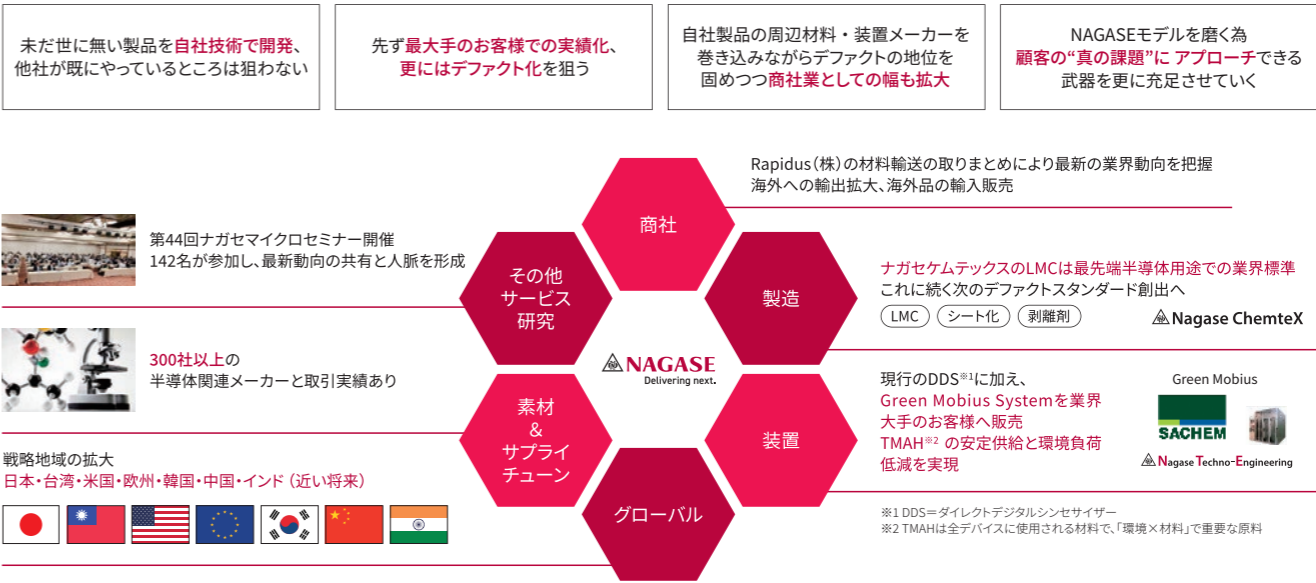 未だ世に無い製品を自社技術で開発、
他社が既にやっているところは狙わない
先ず最大手のお客様での実績化、
更にはデファクト化を狙う
自社製品の周辺材料・装置メーカーを
巻き込みながらデファクトの地位を
固めつつ商社業としての幅も拡大
NAGASEモデルを磨く為
顧客の“真の課題”に アプローチできる
武器を更に充足させていく
Rapidus(株)の材料輸送の取りまとめにより最新の業界動向を把握
海外への輸出拡大、海外品の輸入販売
商社
第44回ナガセマイクロセミナー開催
142名が参加し、最新動向の共有と人脈を形成
その他
サービス
研究
製造
ナガセケムテックスのLMCは最先端半導体用途での業界標準
これに続く次のデファクトスタンダード創出へ
LMC シート化 剥離剤
Nagase ChemteX
300社以上の
半導体関連メーカーと取引実績あり
NAGASE
Delivering next.
素材
&
サプライ
チェーン
装置
現行のDDS※1に加え、
Green Mobius Systemを業界
大手のお客様へ販売
TMAH※2 の安定供給と環境負荷
低減を実現
Green Mobius
SACHEM
Nagase Techno-Engineering
戦略地域の拡大
日本・台湾・米国・欧州・韓国・中国・インド（近い将来）
グローバル
※1 DDS＝ダイレクトデジタルシンセサイザー
※2 TMAHは全デバイスに使用される材料で、「環境×材料」で重要な原料